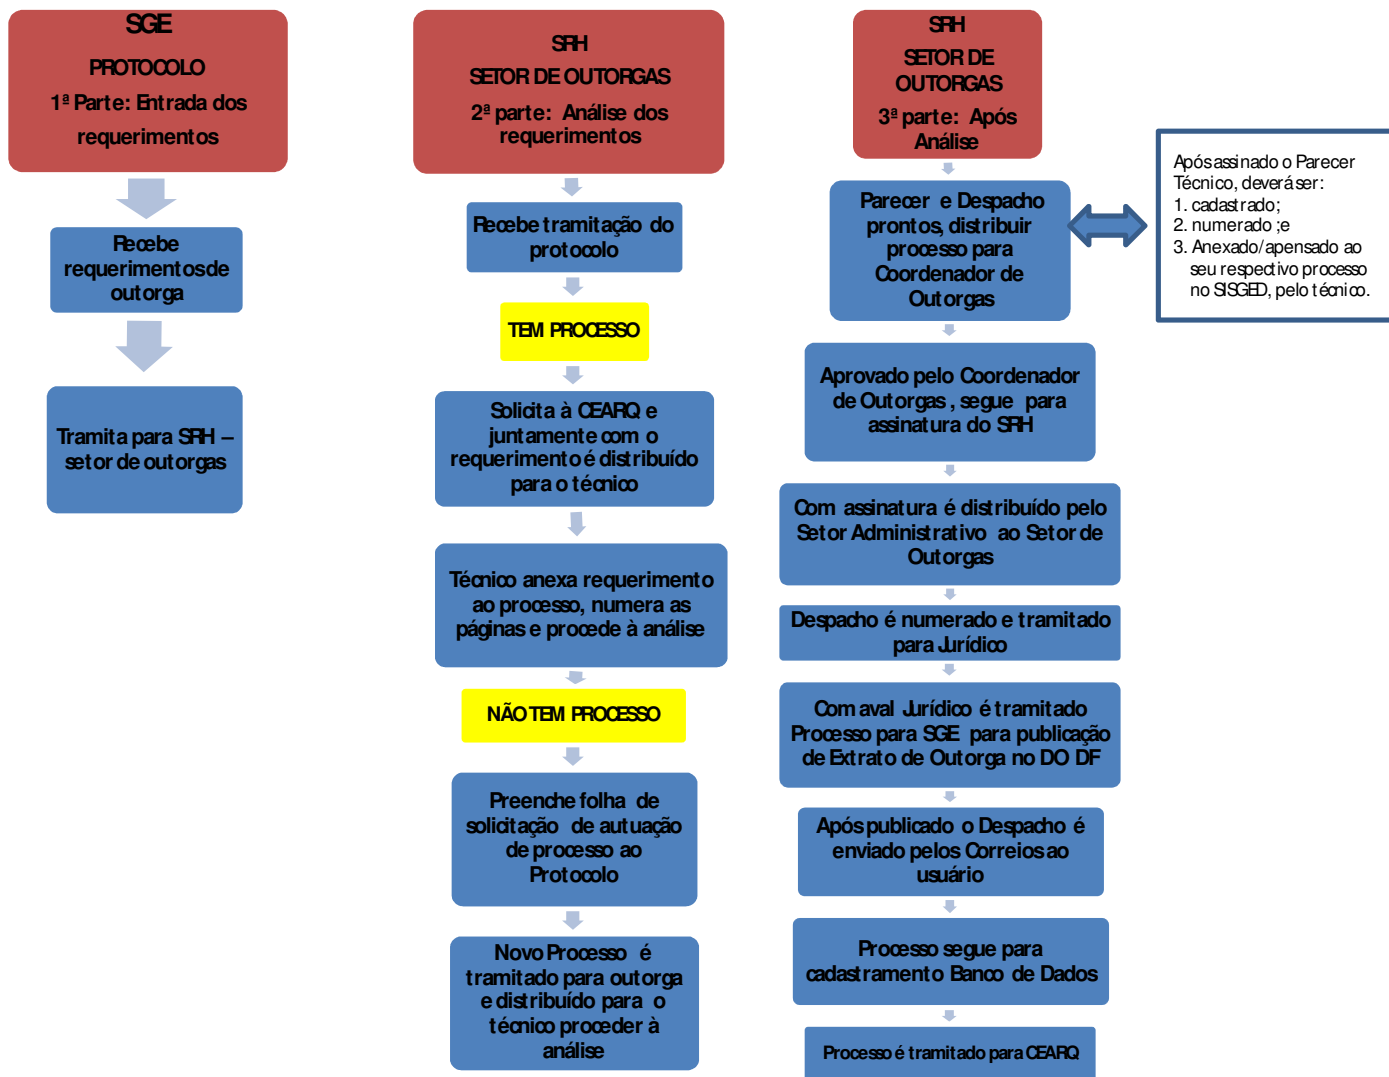 SGE
PROTOCOLO
1ª Parte: Entrada dos
requerimentos
Recebe
requerimentos de
outorga
Tramita para SRH –
setor de outorgas
SRH
SETOR DE OUTORGAS
2ª parte: Análise dos
requerimentos
Recebe tramitação do
protocolo
TEM PROCESSO
Solicita à CEARQ e
juntamente com o
requerimento é distribuído
para o técnico
Técnico anexa requerimento
ao processo, numera as
páginas e procede à análise
NÃO TEM PROCESSO
Preenche folha de
solicitação de autuação
de processo ao
Protocolo
Novo Processo é
tramitado para outorga
e distribuído para o
técnico proceder à
análise
SRH
SETOR DE
OUTORGAS
3ª parte: Após
Análise
Parecer e Despacho
prontos, distribuir
processo para
Coordenador de
Outorgas
Após assinado o Parecer
Técnico, deverá ser:
1. cadastrado;
2. numerado ;e
3. Anexado/apensado ao
seu respectivo processo
no SISGED, pelo técnico.
Aprovado pelo Coordenador
de Outorgas , segue para
assinatura do SRH
Com assinatura é distribuído pelo
Setor Administrativo ao Setor de
Outorgas
Despacho é numerado e tramitado
para Jurídico
Com aval Jurídico é tramitado
Processo para SGE para publicação
de Extrato de Outorga no DO DF
Após publicado o Despacho é
enviado pelos Correios ao
usuário
Processo segue para
cadastramento Banco de Dados
Processo é tramitado para CEARQ